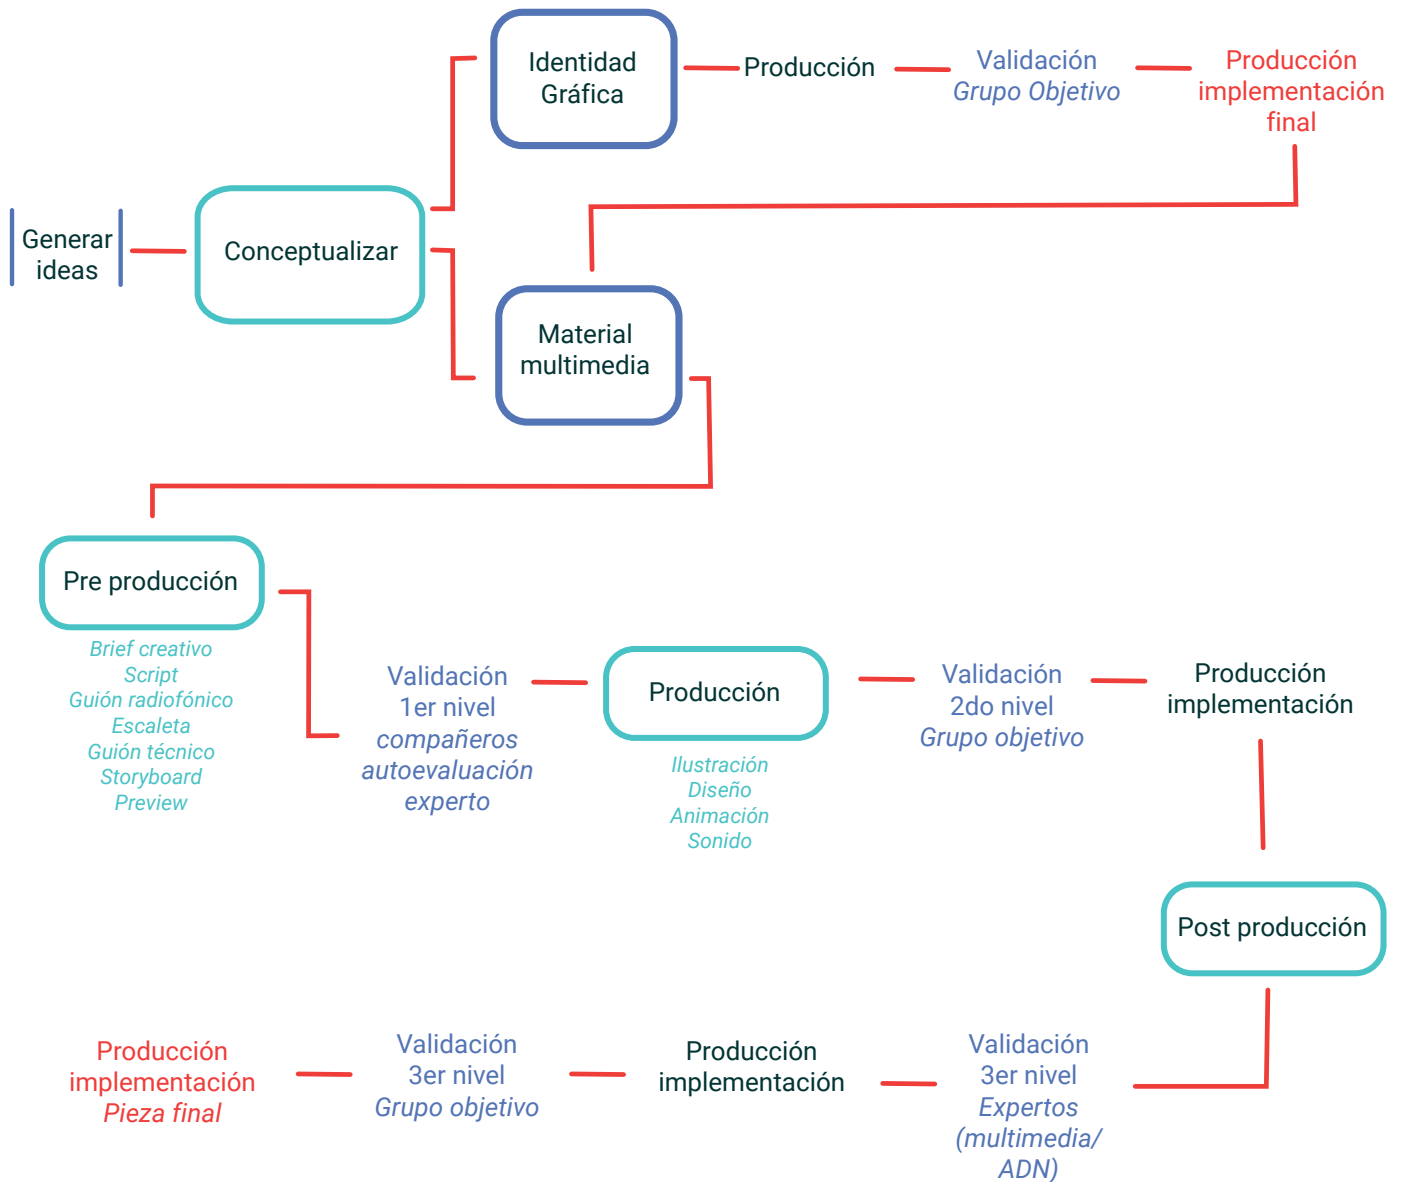 Identidad
Gráfica
Producción
Validación
Grupo Objetivo
Producción
implementación
final
Generar
ideas
Conceptualizar
Material
multimedia
Pre producción
Brief creativo
Script
Guión radiofónico
Escaleta
Guión técnico
Storyboard
Preview
Validación
1er nivel
compañeros
autoevaluación
experto
Producción
Ilustración
Diseño
Animación
Sonido
Validación
2do nivel
Grupo objetivo
Producción
implementación
Post producción
Validación
3er nivel
Expertos
(multimedia/
ADN)
Producción
implementación
Validación
3er nivel
Grupo objetivo
Producción
implementación
Pieza final